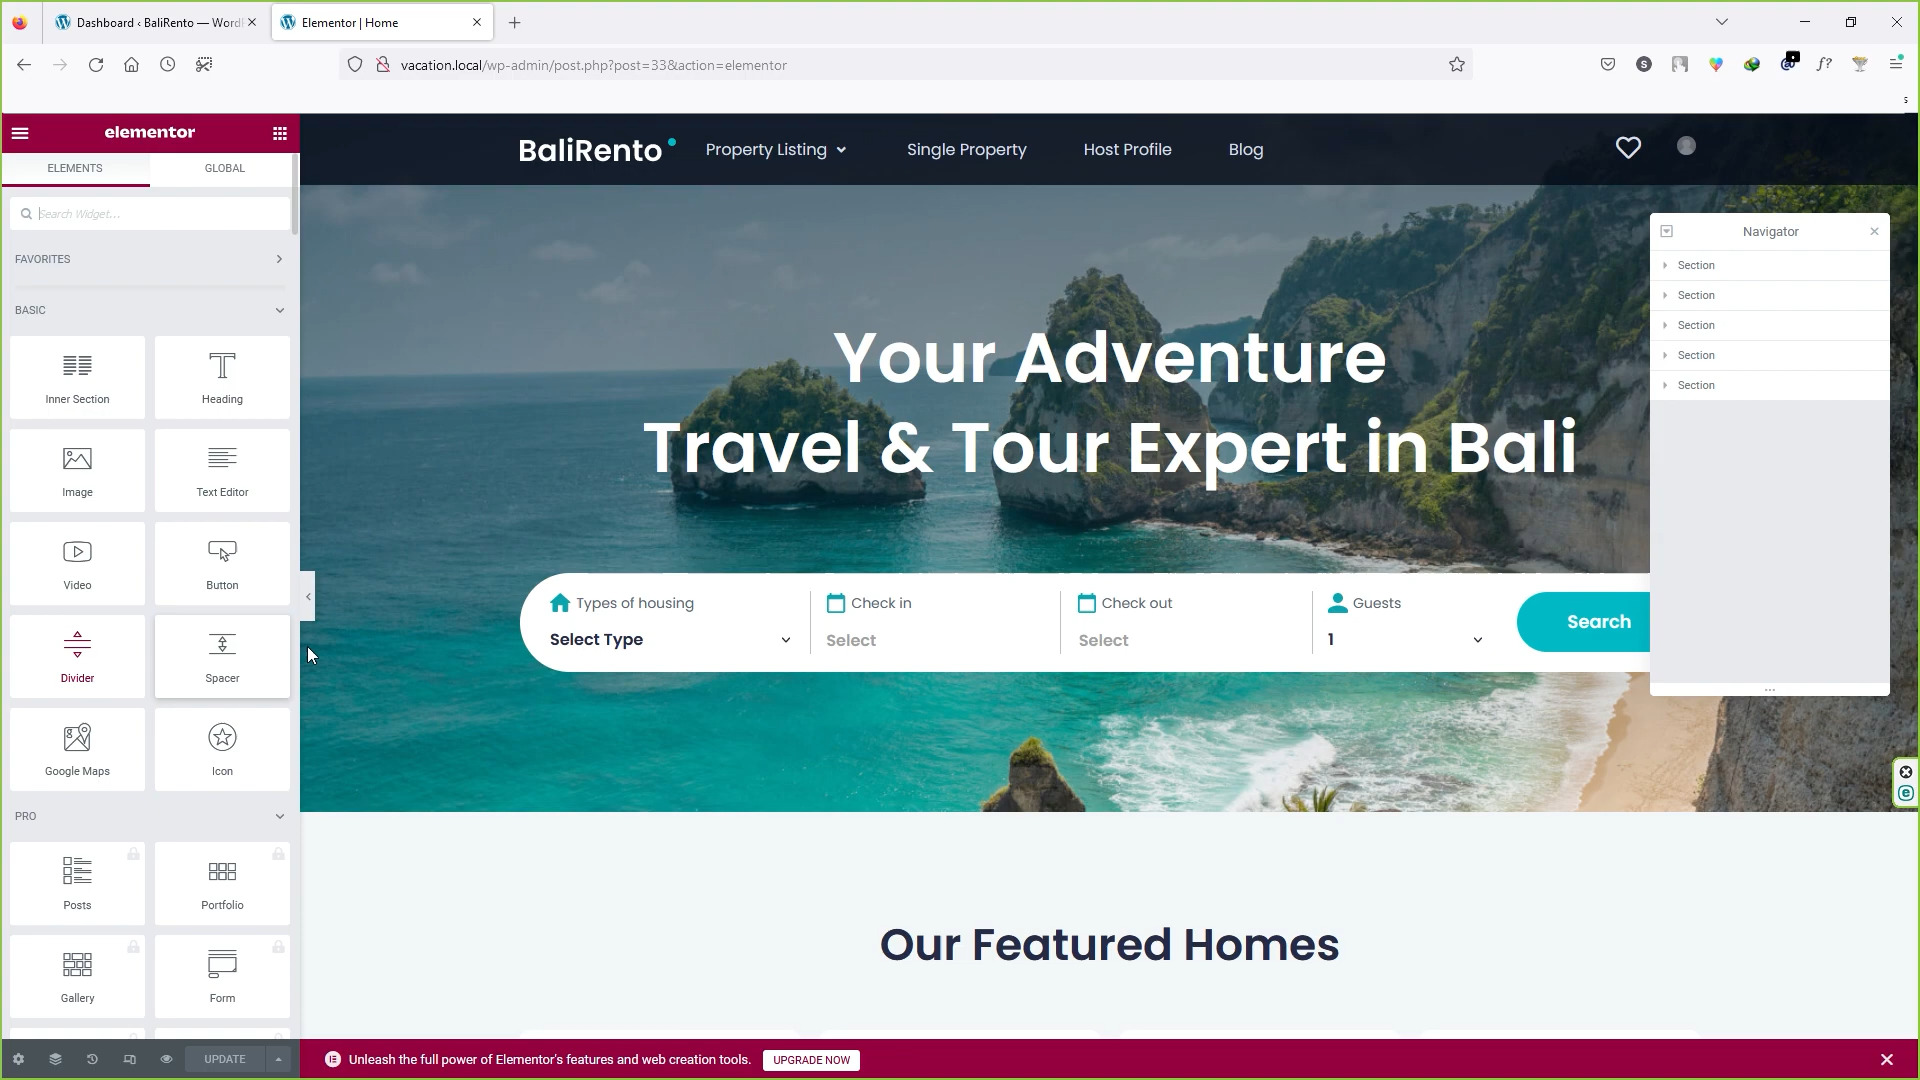 Dashboard ‹ BaliRento — Word
Elementor | Home
vacation.local/wp-admin/post.php?post=33&action=elementor
S
f?
s
elementor
ELEMENTS
GLOBAL
Search Widget...
FAVORITES
BASIC
Inner Section
Heading
Image
Text Editor
Video
Button
Divider
Spacer
Google Maps
Icon
PRO
Posts
Portfolio
Gallery
Form
UPDATE
BaliRento
Property Listing
Single Property
Host Profile
Blog
Your Adventure
Travel & Tour Expert in Bali
Types of housing
Select Type
Check in
Select
Check out
Select
Guests
1
Search
Navigator
Section
Section
Section
Section
Section
Our Featured Homes
Unleash the full power of Elementor's features and web creation tools.
UPGRADE NOW